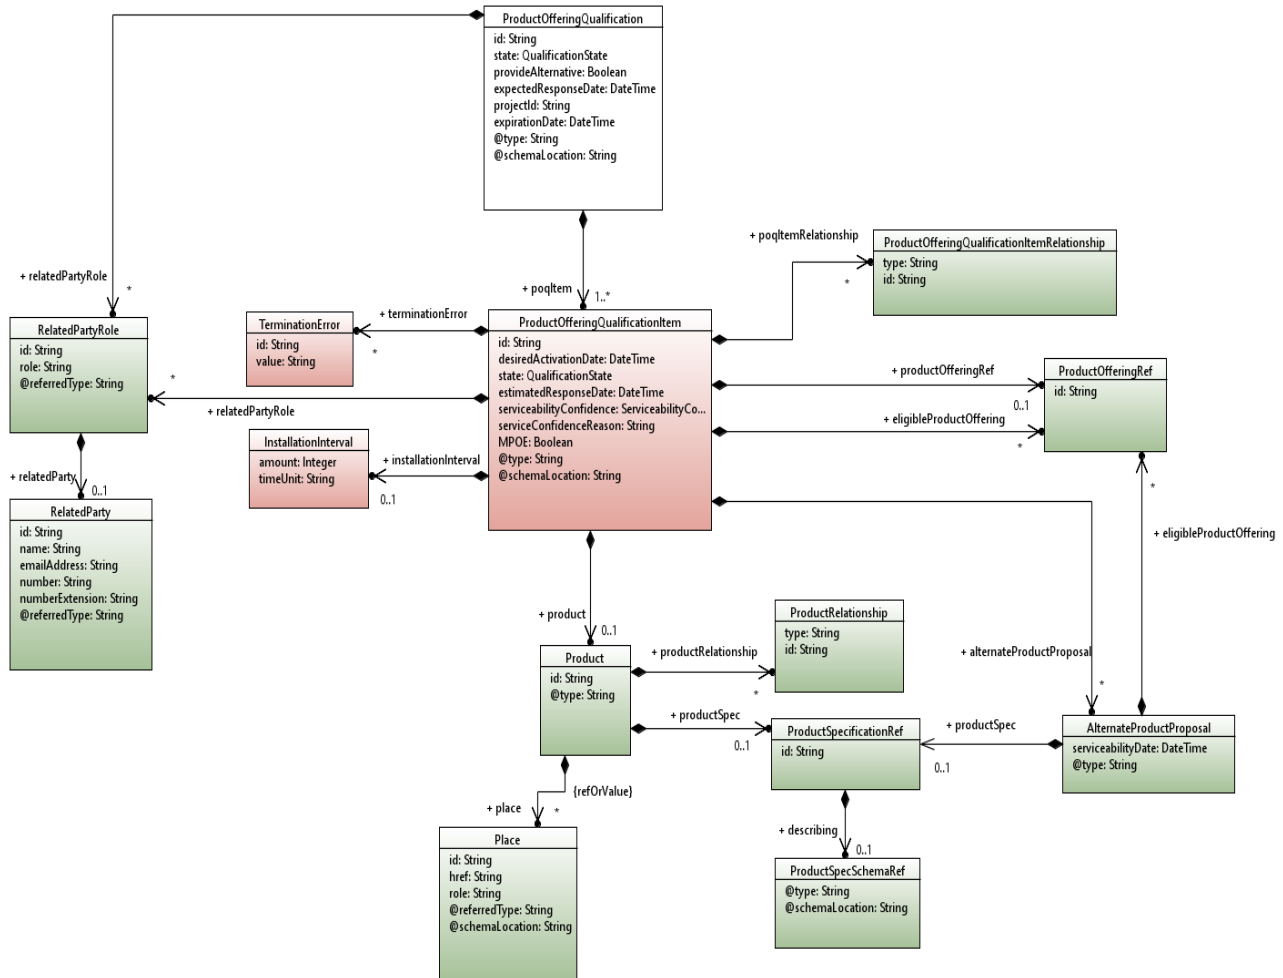 ProductOfferingQualification
id: String
state: QualificationState
provideAlternative: Boolean
expectedResponseDate: DateTime
projectId: String
expirationDate: DateTime
@type: String
@schemaLocation: String
+ relatedPartyRole
*
+ poqItem
1..*
+ poqItemRelationship
*
ProductOfferingQualificationItemRelationship
type: String
id: String
RelatedPartyRole
id: String
role: String
@referredType: String
TerminationError
id: String
value: String
+ terminationError
*
ProductOfferingQualificationItem
id: String
desiredActivationDate: DateTime
state: QualificationState
estimatedResponseDate: DateTime
serviceabilityConfidence: ServiceabilityCo...
serviceConfidenceReason: String
MPOE: Boolean
@type: String
@schemaLocation: String
+ productOfferingRef
0..1
ProductOfferingRef
id: String
+ eligibleProductOffering
*
*
+ relatedPartyRole
InstallationInterval
amount: Integer
timeUnit: String
+ installationInterval
0..1
+ relatedParty
0..1
RelatedParty
id: String
name: String
emailAddress: String
number: String
numberExtension: String
@referredType: String
*
+ eligibleProductOffering
+ product
0..1
ProductRelationship
type: String
id: String
+ alternateProductProposal
*
Product
id: String
@type: String
+ productRelationship
*
+ productSpec
0..1
ProductSpecificationRef
id: String
+ productSpec
0..1
AlternateProductProposal
serviceabilityDate: DateTime
@type: String
{refOrValue}
+ place
*
+ describing
0..1
Place
id: String
href: String
role: String
@referredType: String
@schemaLocation: String
ProductSpecSchemaRef
@type: String
@schemaLocation: String